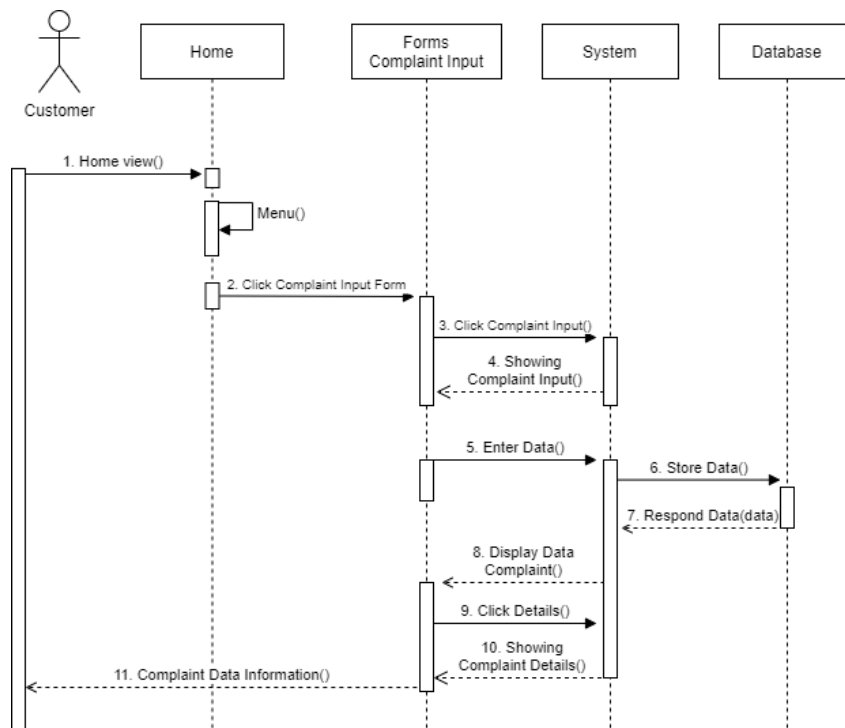 Customer
Home
Forms
Complaint Input
System
Database
1. Home view()
Menu()
2. Click Complaint Input Form
3. Click Complaint Input()
4. Showing
Complaint Input()
5. Enter Data()
6. Store Data()
7. Respond Data(data)
8. Display Data
Complaint()
9. Click Details()
10. Showing
Complaint Details()
11. Complaint Data Information()